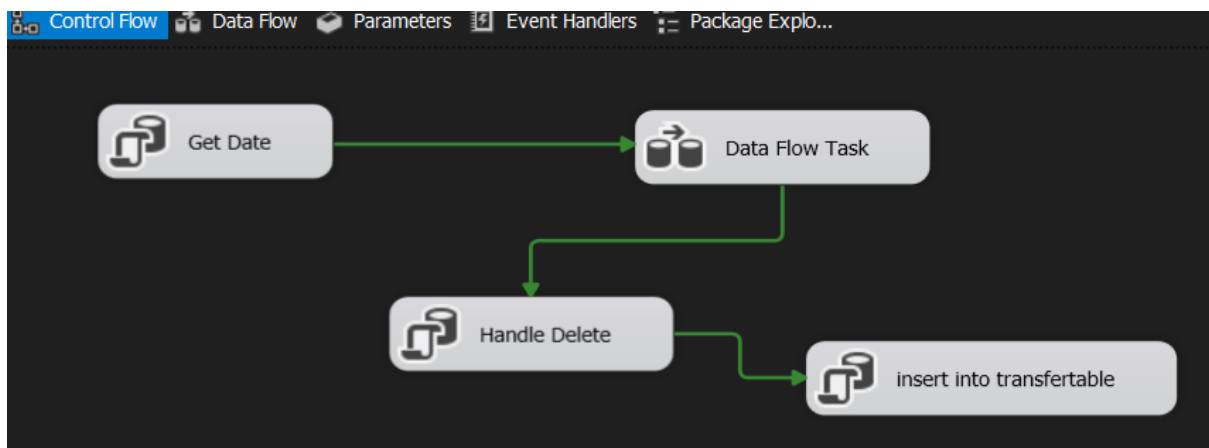 Control Flow Data Flow Parameters Event Handlers Package Explo...
Get Date
Data Flow Task
Handle Delete
insert into transfertable